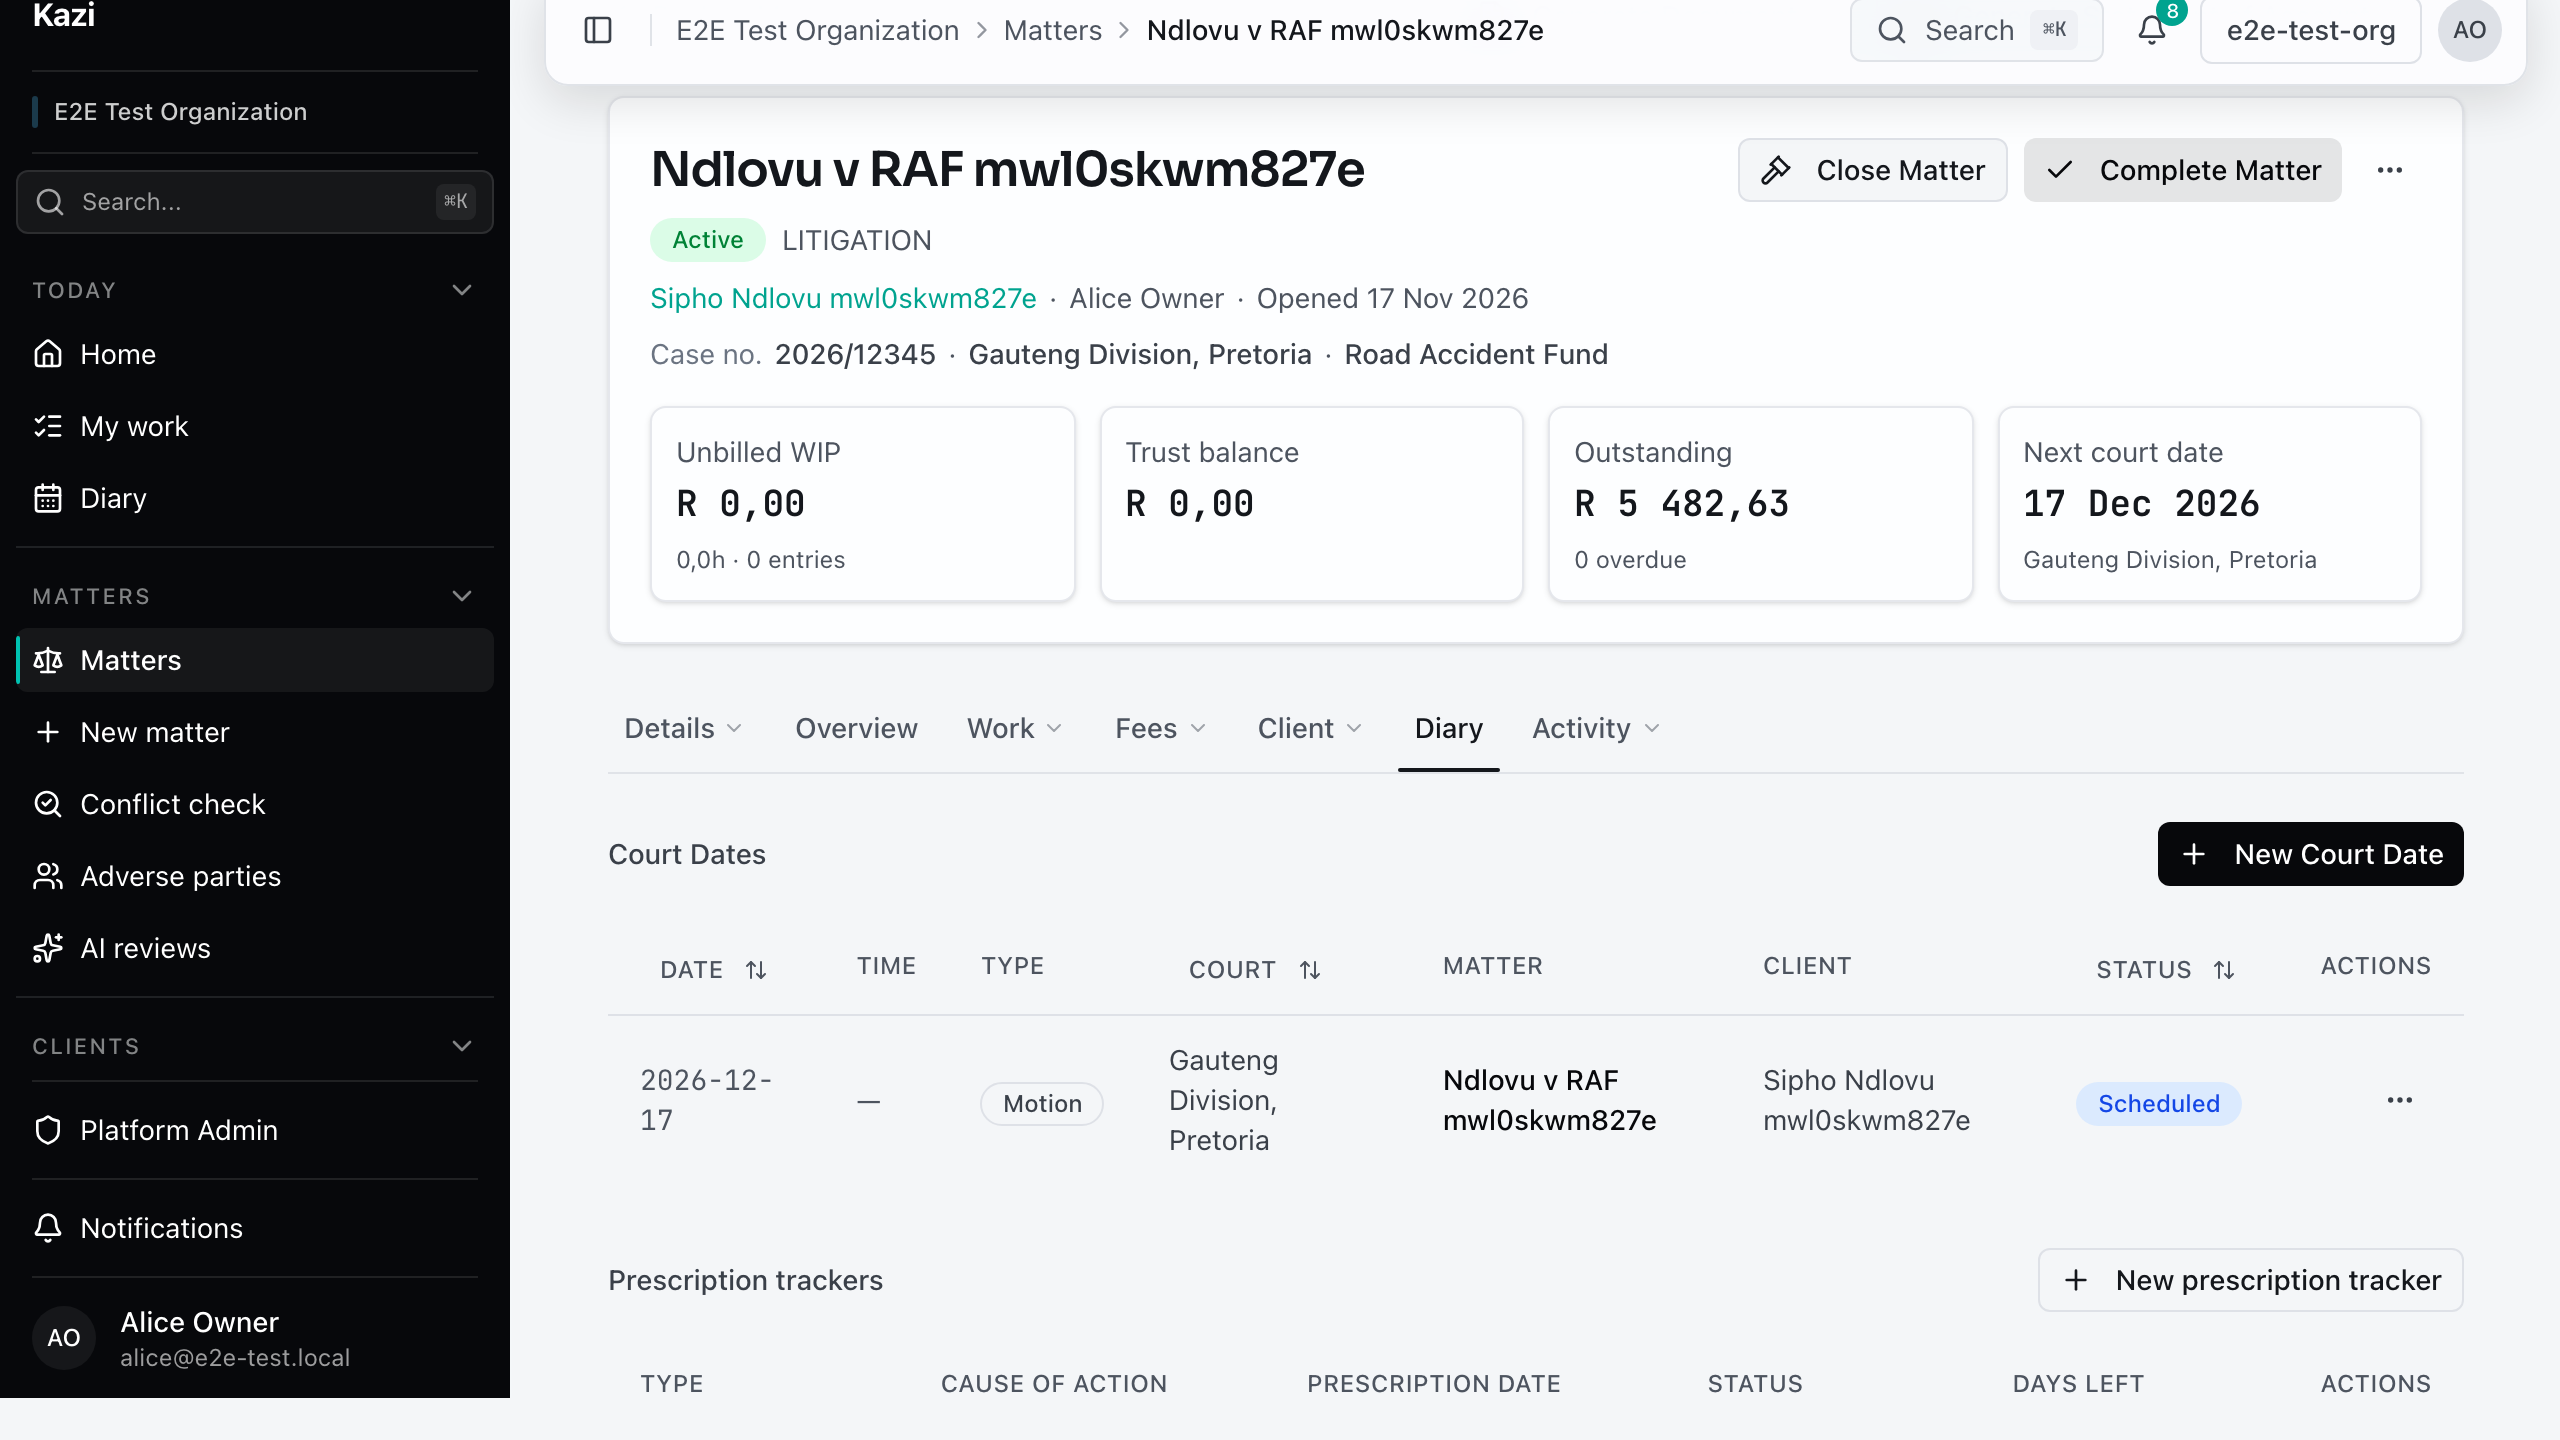 Kazi
E2E Test Organization
Search... ⌘K
TODAY
Home
My work
Diary
MATTERS
Matters
New matter
Conflict check
Adverse parties
AI reviews
CLIENTS
Platform Admin
Notifications
AO
Alice Owner
alice@e2e-test.local
E2E Test Organization > Matters > Ndlovu v RAF mwl0skwm827e
Search ⌘K
8
e2e-test-org
AO
Ndlovu v RAF mwl0skwm827e
Close Matter
Complete Matter
Active LITIGATION
Sipho Ndlovu mwl0skwm827e · Alice Owner · Opened 17 Nov 2026
Case no. 2026/12345 · Gauteng Division, Pretoria · Road Accident Fund
Unbilled WIP
R 0,00
0,0h · 0 entries
Trust balance
R 0,00
Outstanding
R 5 482,63
0 overdue
Next court date
17 Dec 2026
Gauteng Division, Pretoria
Details Overview Work Fees Client Diary Activity
Court Dates
New Court Date
DATE TIME TYPE COURT MATTER CLIENT STATUS ACTIONS
2026-12-
17
—
Motion
Gauteng
Division,
Pretoria
Ndlovu v RAF
mwl0skwm827e
Sipho Ndlovu
mwl0skwm827e
Scheduled
Prescription trackers
New prescription tracker
TYPE CAUSE OF ACTION PRESCRIPTION DATE STATUS DAYS LEFT ACTIONS